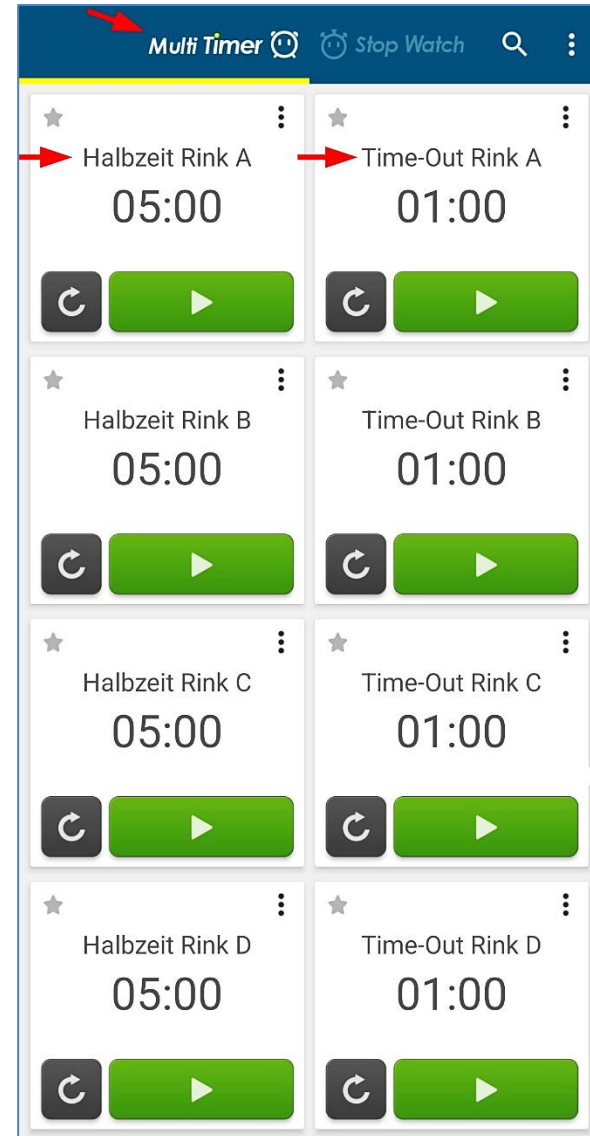 Multi Timer Stop Watch
Halbzeit Rink A Time-Out Rink A
05:00 01:00
Halbzeit Rink B Time-Out Rink B
05:00 01:00
Halbzeit Rink C Time-Out Rink C
05:00 01:00
Halbzeit Rink D Time-Out Rink D
05:00 01:00